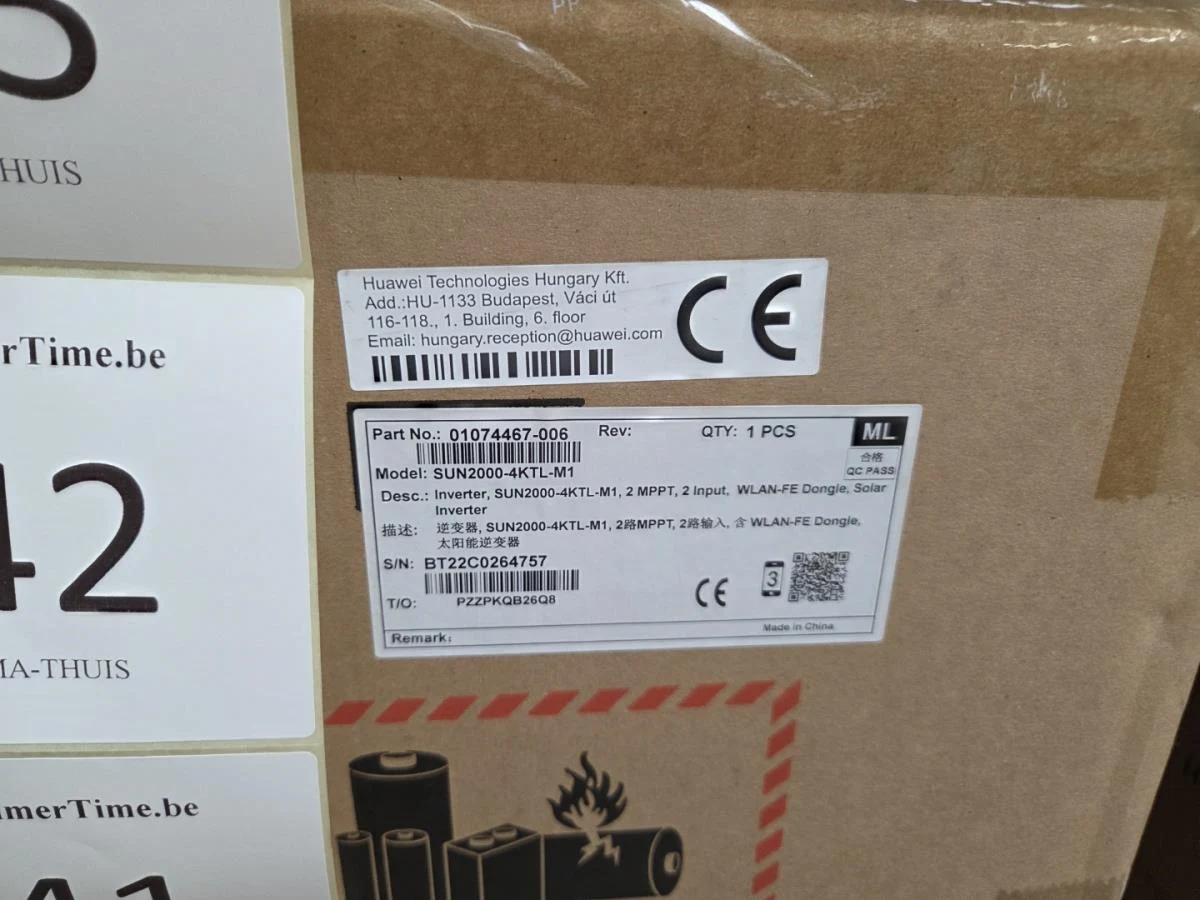 HUIS
rTime.be
42
MA-THUIS
merTime.be
41
Huawei Technologies Hungary Kft.
Add.:HU-1133 Budapest, Váci út
116-118., 1. Building, 6. floor
Email: hungary.reception@huawei.com
CE
Part No.: 01074467-006 Rev: QTY: 1 PCS ML
合格
QC PASS
Model: SUN2000-4KTL-M1
Desc.: Inverter, SUN2000-4KTL-M1, 2 MPPT, 2 Input, WLAN-FE Dongle, Solar
Inverter
描述: 逆变器, SUN2000-4KTL-M1, 2路MPPT, 2路输入, 含 WLAN-FE Dongle,
太阳能逆变器
S/N: BT22C0264757
CE 3
T/O: PZZPKQB26Q8
Made in China
Remark: